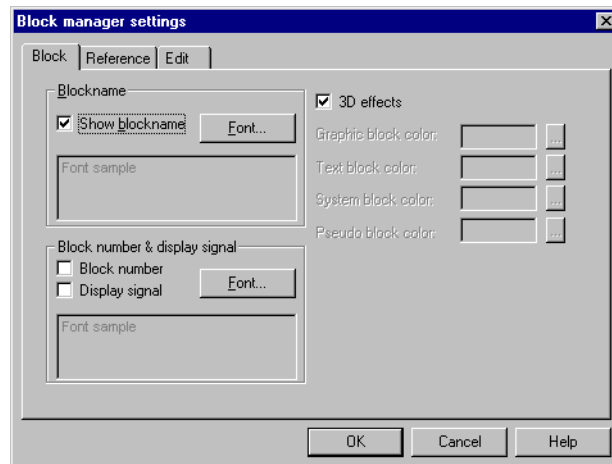 Block manager settings
Block Reference Edit
Blockname
Show blockname
Font...
Font sample
Block number & display signal
Block number
Display signal
Font...
Font sample
3D effects
Graphic block color:
...
Text block color:
...
System block color:
...
Pseudo block color:
...
OK Cancel Help